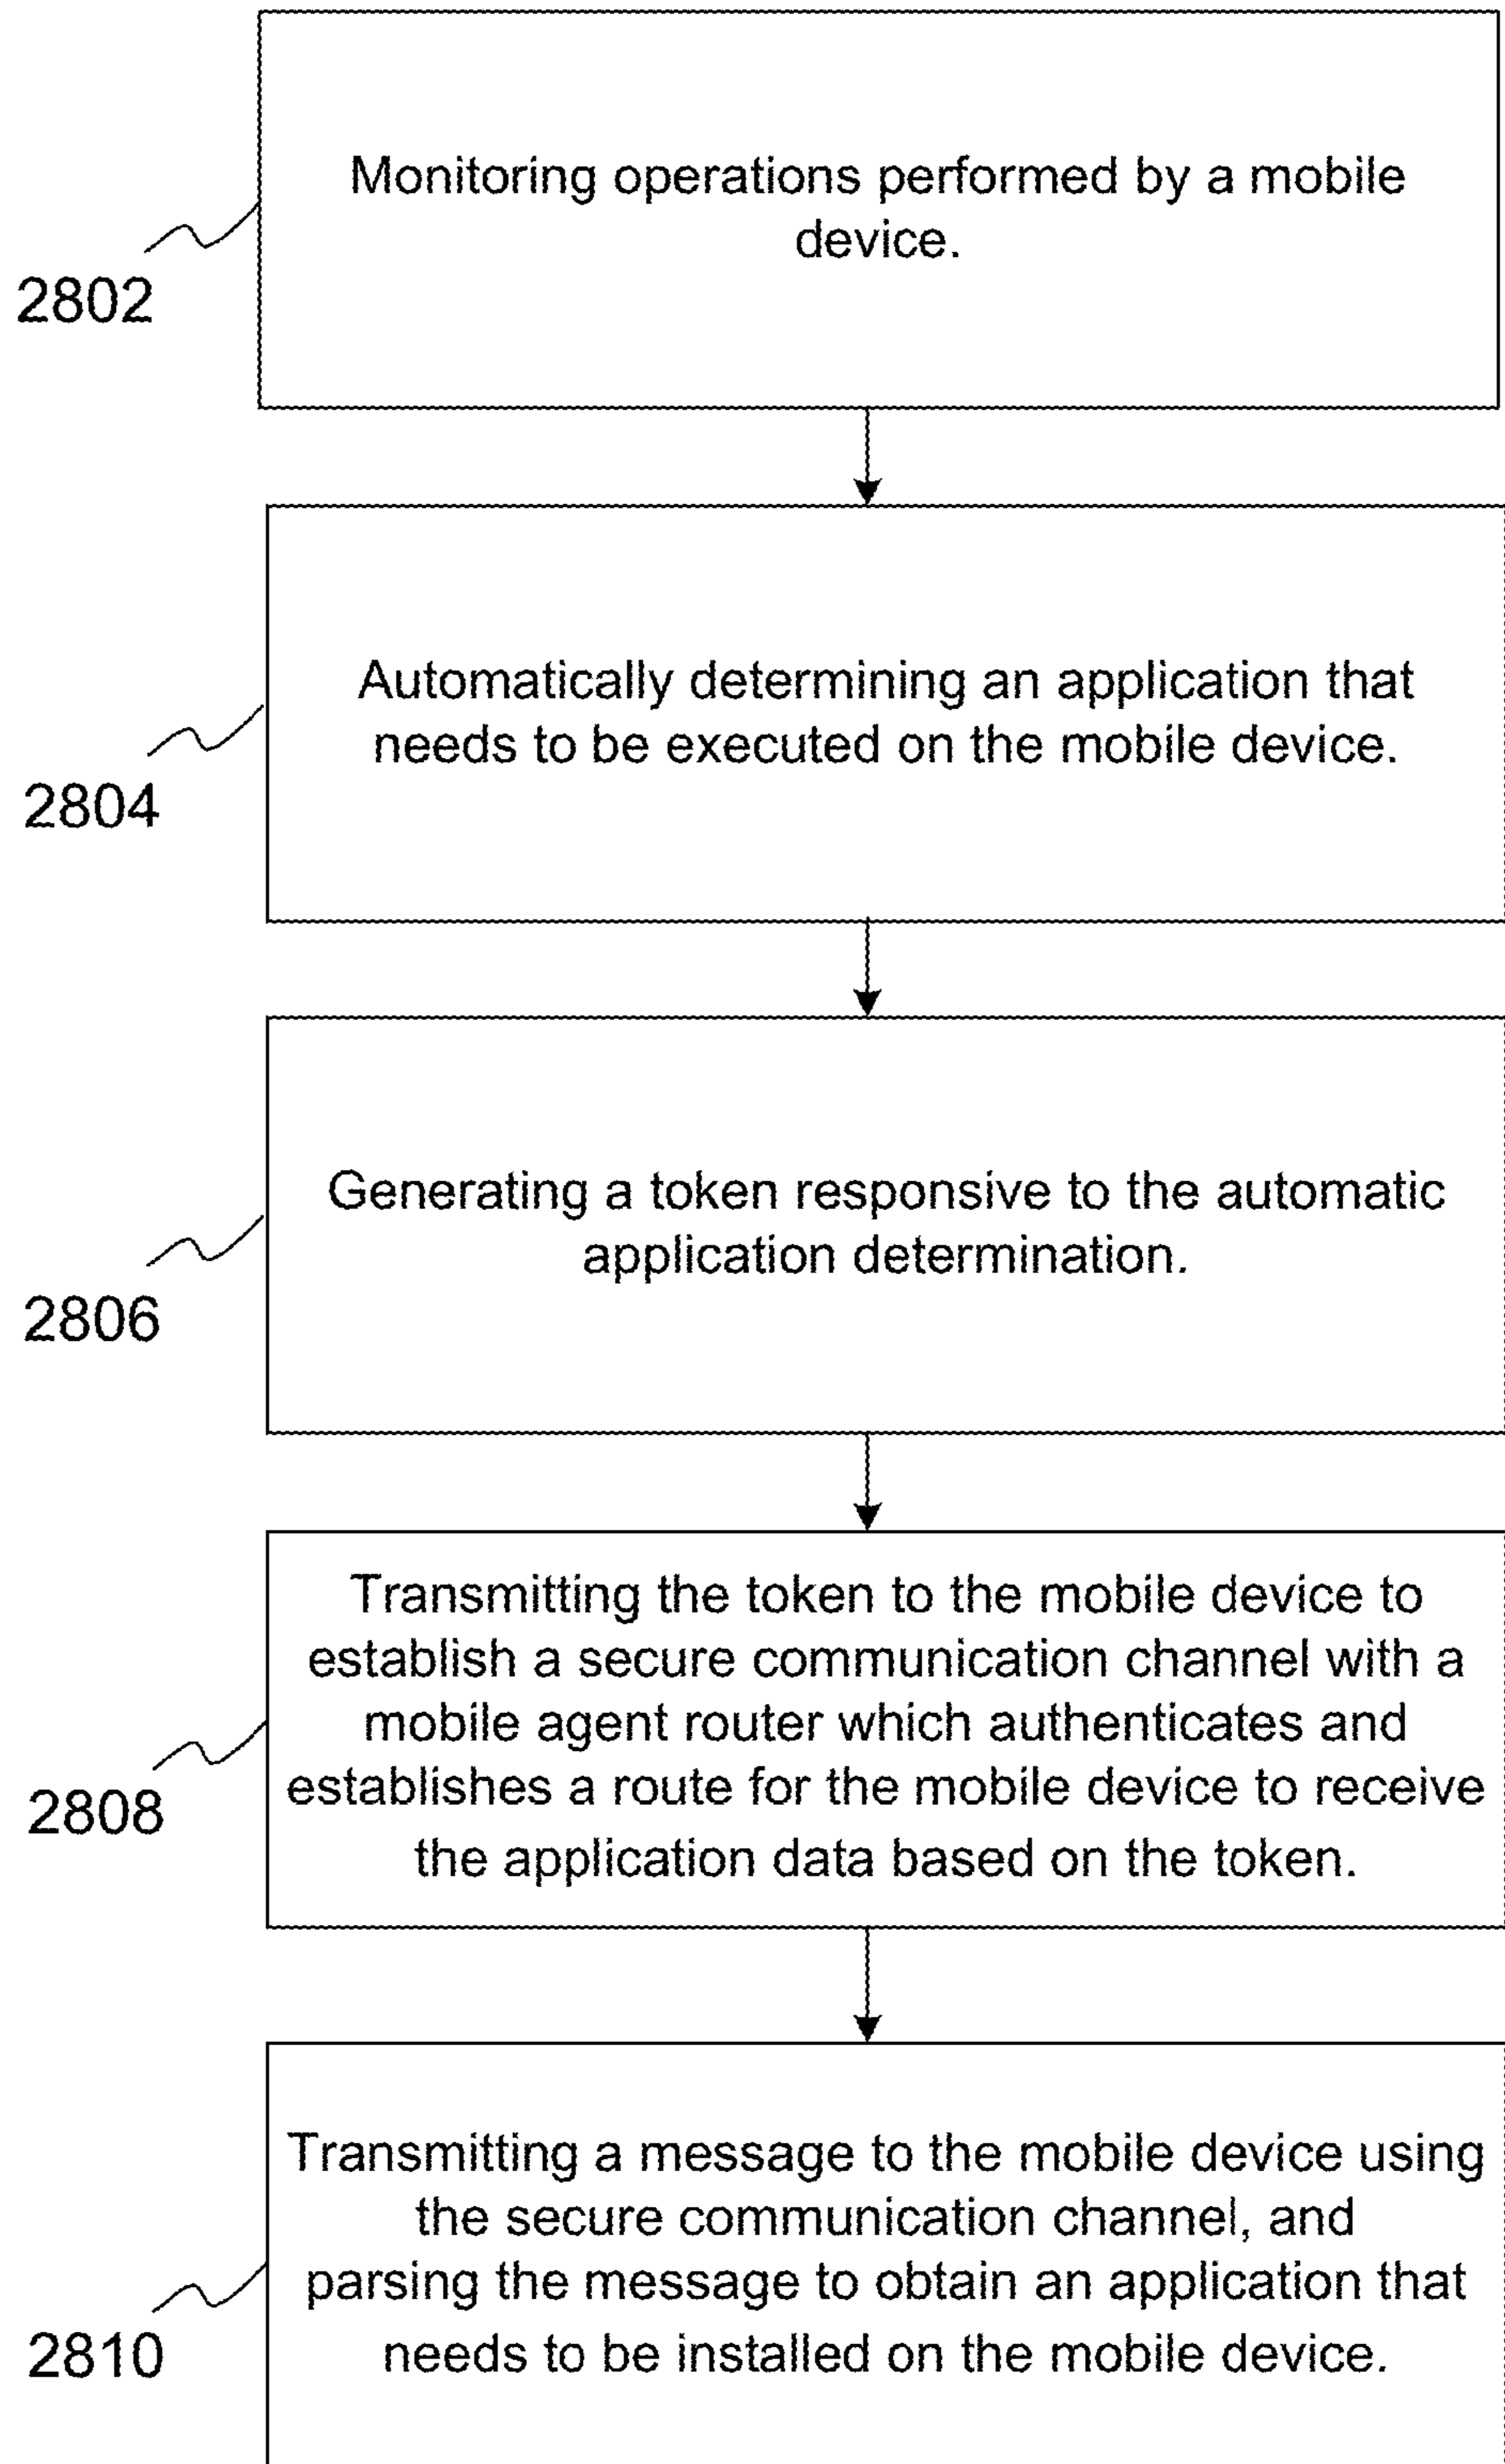 Monitoring operations performed by a mobile
device.
2802
Automatically determining an application that
needs to be executed on the mobile device.
2804
Generating a token responsive to the automatic
application determination.
2806
Transmitting the token to the mobile device to
establish a secure communication channel with a
mobile agent router which authenticates and
establishes a route for the mobile device to receive
the application data based on the token.
2808
Transmitting a message to the mobile device using
the secure communication channel, and
parsing the message to obtain an application that
needs to be installed on the mobile device.
2810